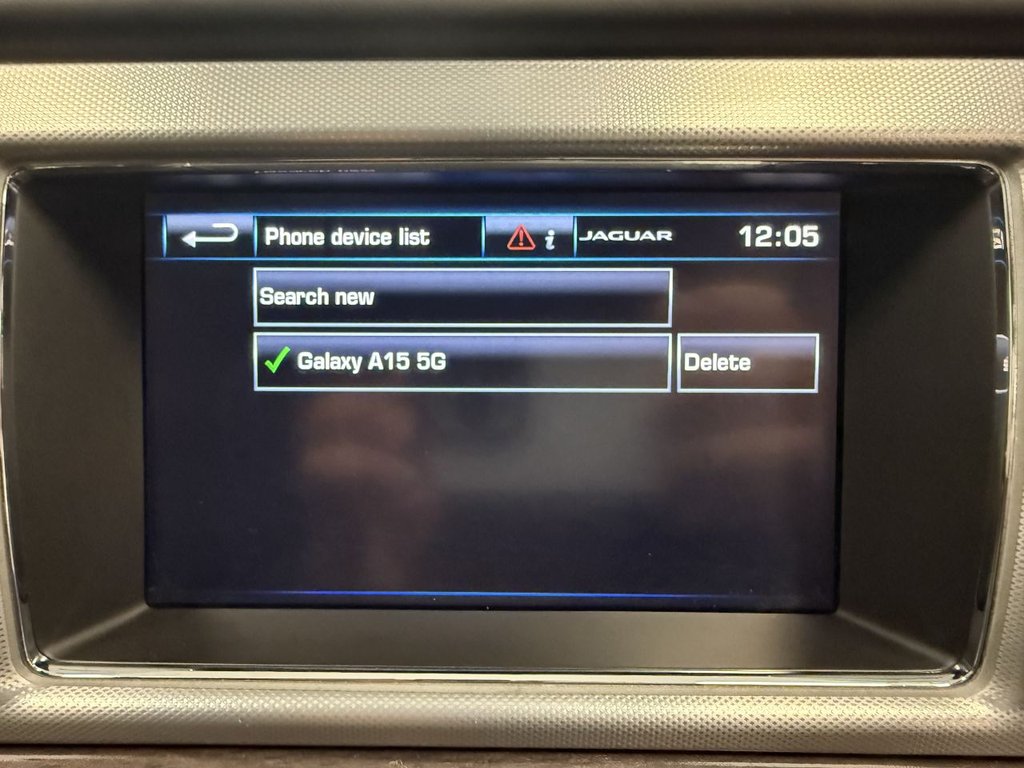 Phone device list
i
JAGUAR
12:05
Search new
Galaxy A15 5G
Delete